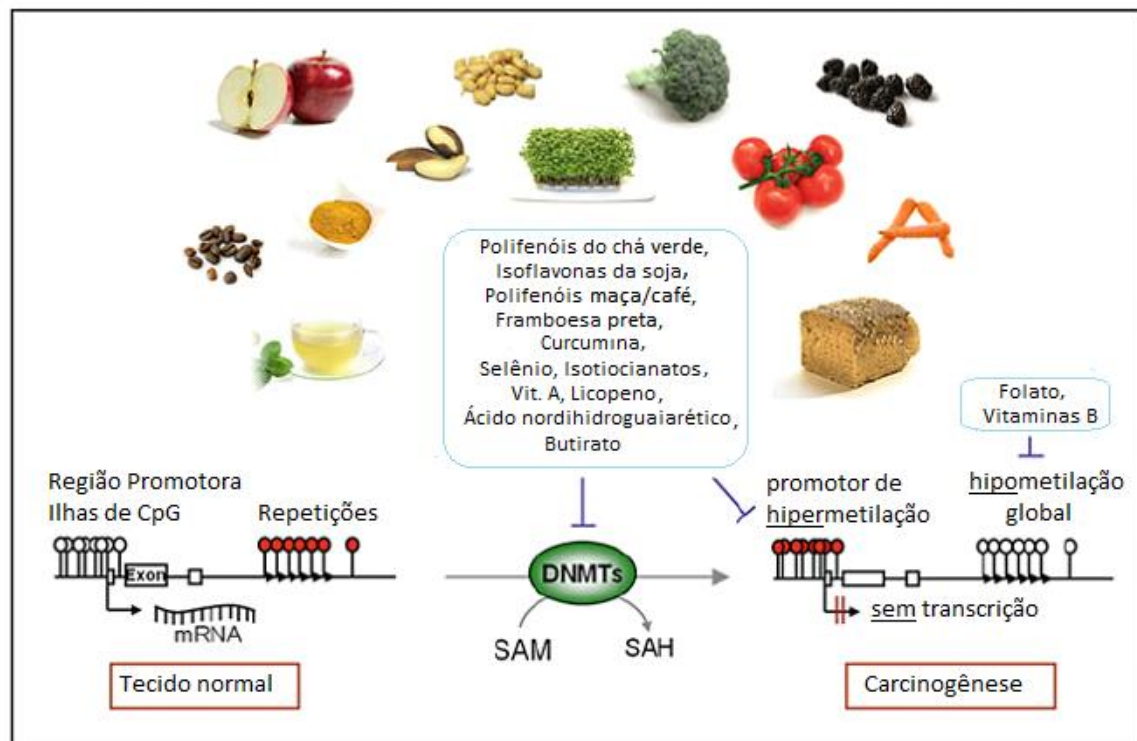 Polifenóis do chá verde,
Isoflavonas da soja,
Polifenóis maça/café,
Framboesa preta,
Curcumina,
Selênio, Isotiocianatos,
Vit. A, Licopeno,
Ácido nordihidroguaiarético,
Butirato
Folato,
Vitaminas B
Região Promotora
Ilhas de CpG
Repetições
Exon
mRNA
Tecido normal
DNMTs
SAM
SAH
promotor de
hipermetilação
hipometilação
global
sem transcrição
Carcinogênese